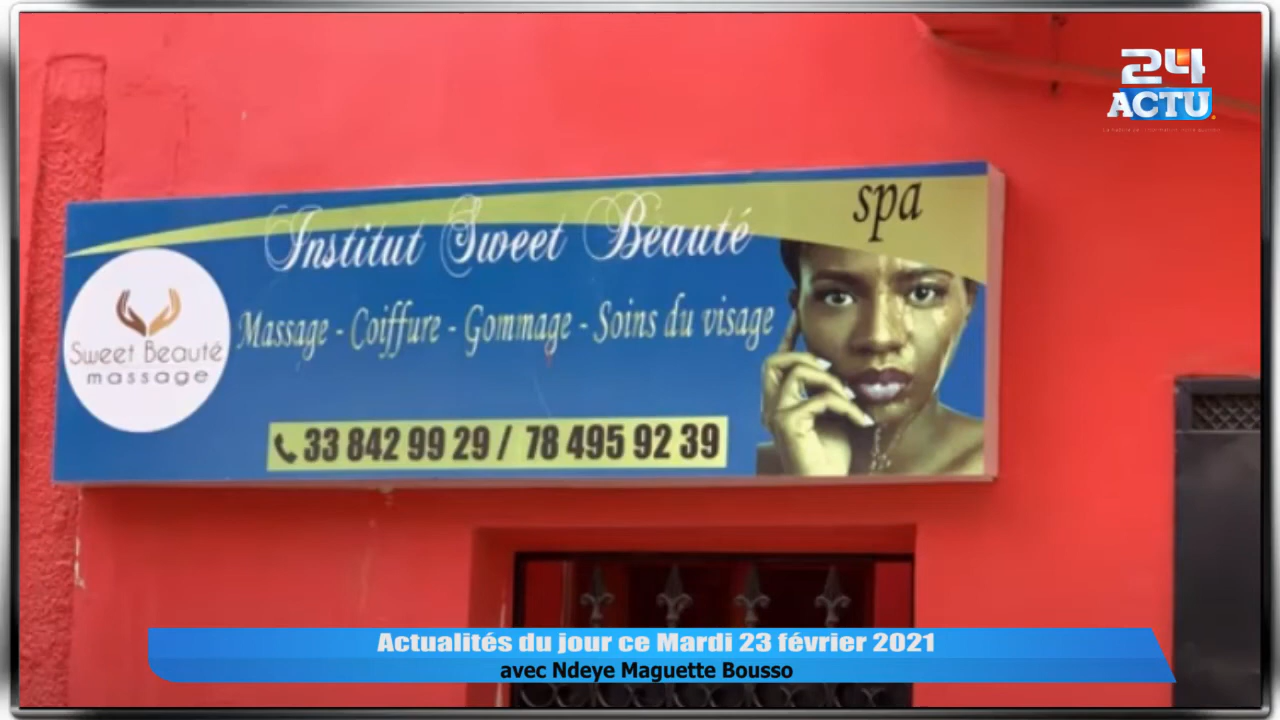 24
ACTU
spa
Institut Sweet Beauté
Massage - Coiffure - Gommage - Soins du visage
Sweet Beauté
massage
33 842 99 29 / 78 495 92 39
Actualités du jour ce Mardi 23 février 2021
avec Ndeye Maguette Bousso